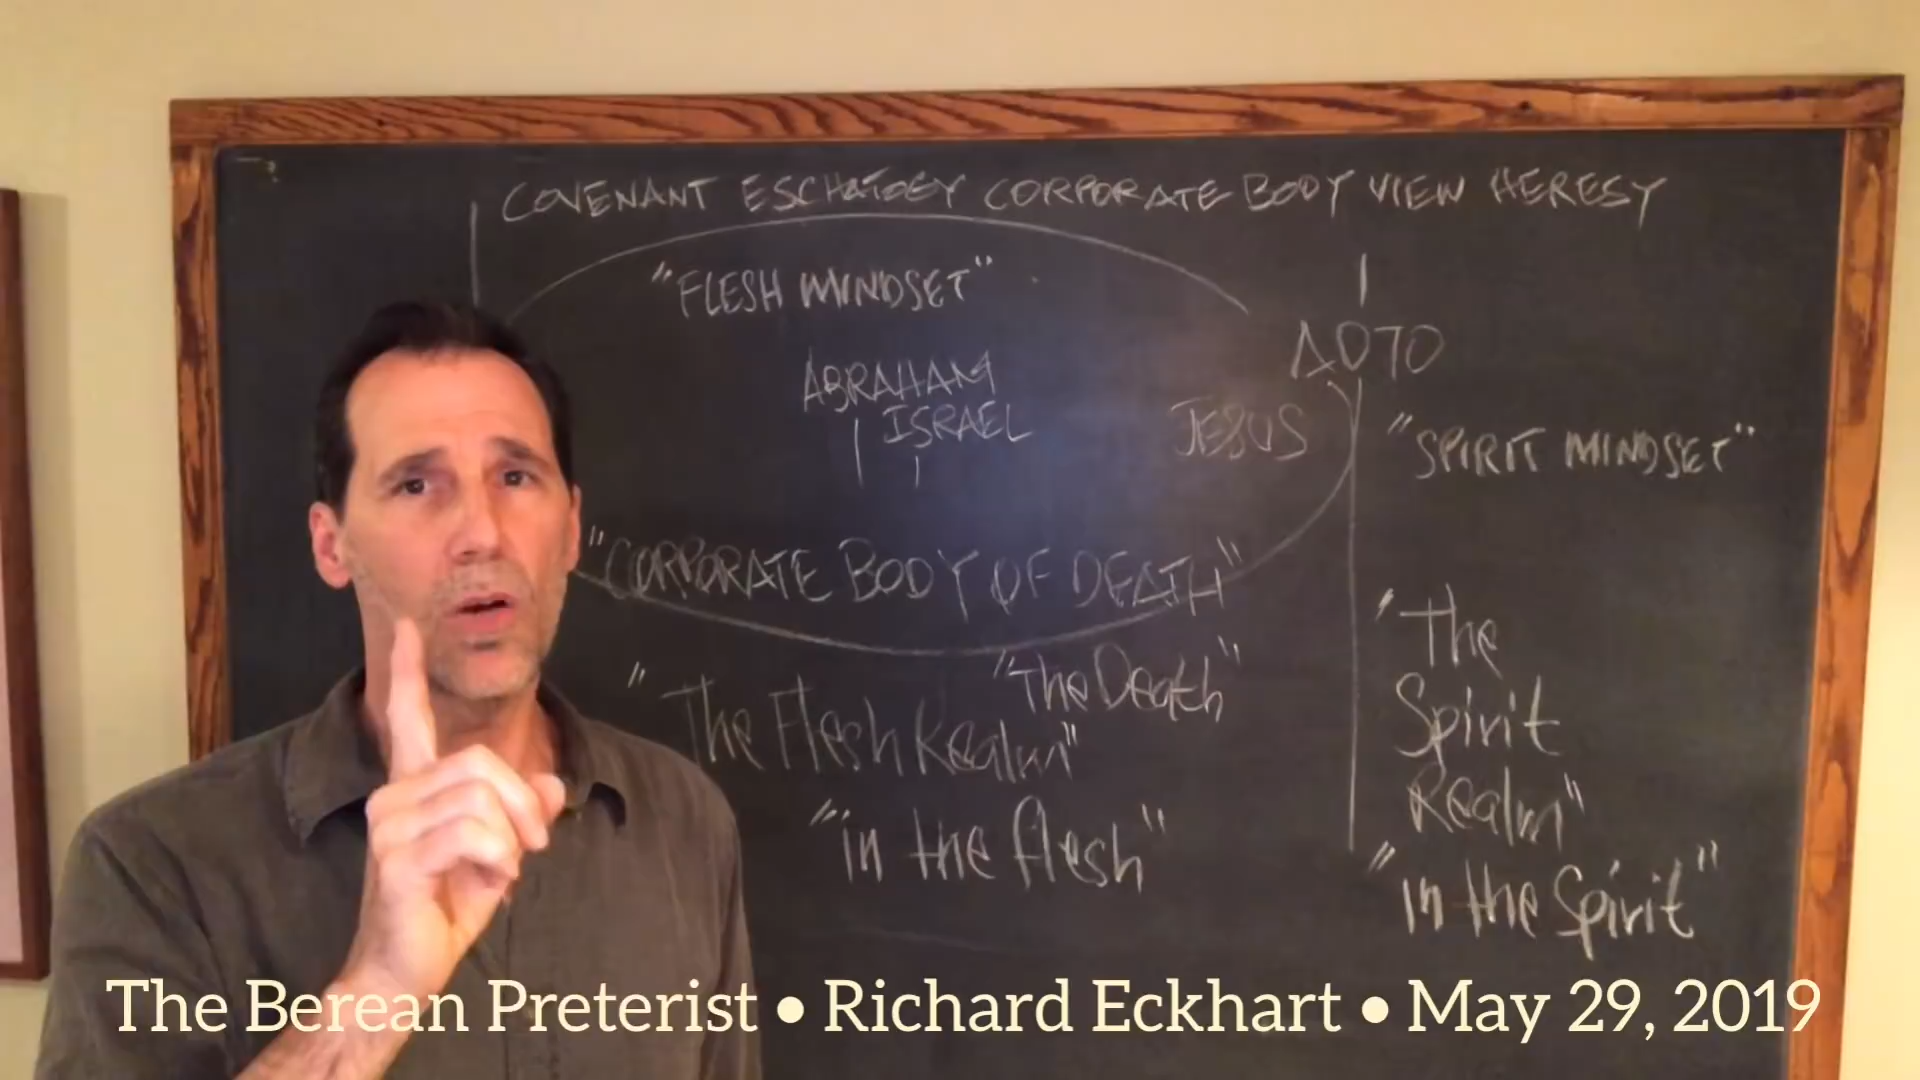 COVENANT ESCHATOLOGY CORPORATE BODY VIEW HERESY
"FLESH MINDSET"
AD70
ABRAHAM
ISRAEL
JESUS
"SPIRIT MINDSET"
"CORPORATE BODY OF DEATH"
"The Death"
"The Flesh Realm"
"in the flesh"
"The
Spirit
Realm"
"in the Spirit"
The Berean Preterist • Richard Eckhart • May 29, 2019